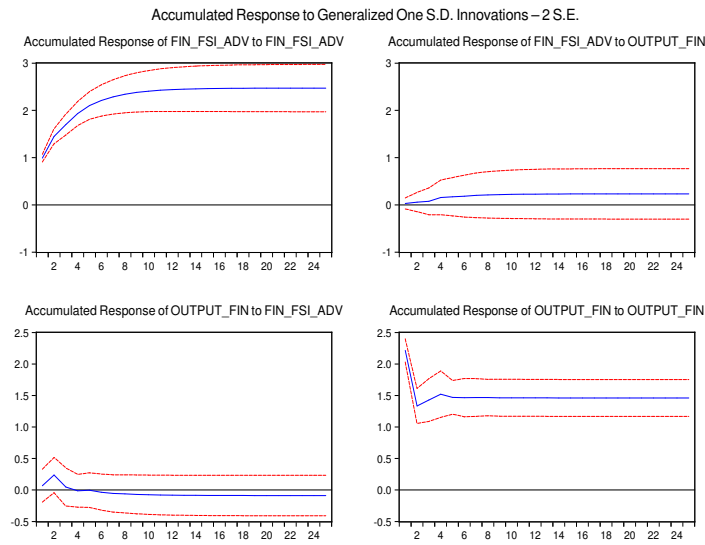 Accumulated Response to Generalized One S.D. Innovations – 2 S.E.
Accumulated Response of FIN_FSI_ADV to FIN_FSI_ADV
3
2
1
0
-1
2 4 6 8 10 12 14 16 18 20 22 24
Accumulated Response of FIN_FSI_ADV to OUTPUT_FIN
3
2
1
0
-1
2 4 6 8 10 12 14 16 18 20 22 24
Accumulated Response of OUTPUT_FIN to FIN_FSI_ADV
2.5
2.0
1.5
1.0
0.5
0.0
-0.5
2 4 6 8 10 12 14 16 18 20 22 24
Accumulated Response of OUTPUT_FIN to OUTPUT_FIN
2.5
2.0
1.5
1.0
0.5
0.0
-0.5
2 4 6 8 10 12 14 16 18 20 22 24